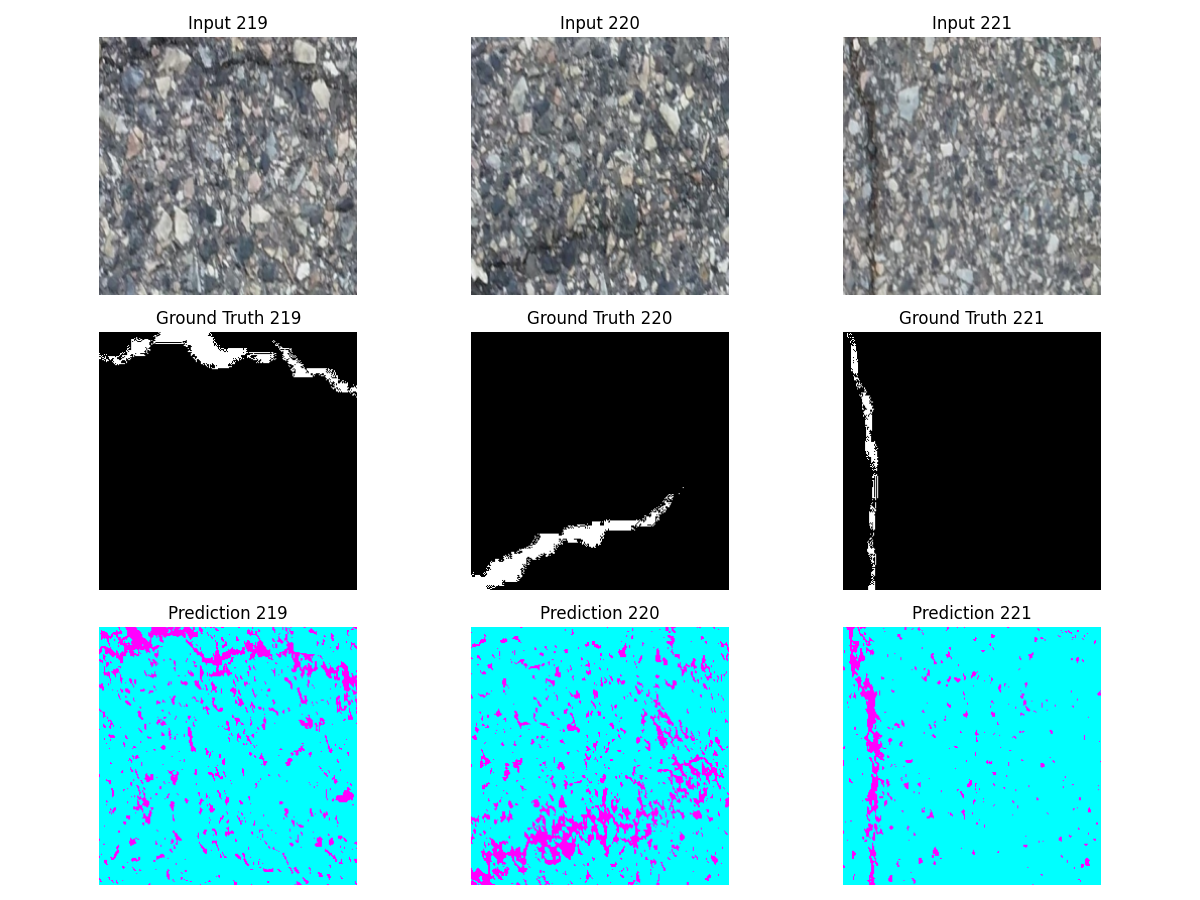 Input 219
Input 220
Input 221
Ground Truth 219
Ground Truth 220
Ground Truth 221
Prediction 219
Prediction 220
Prediction 221